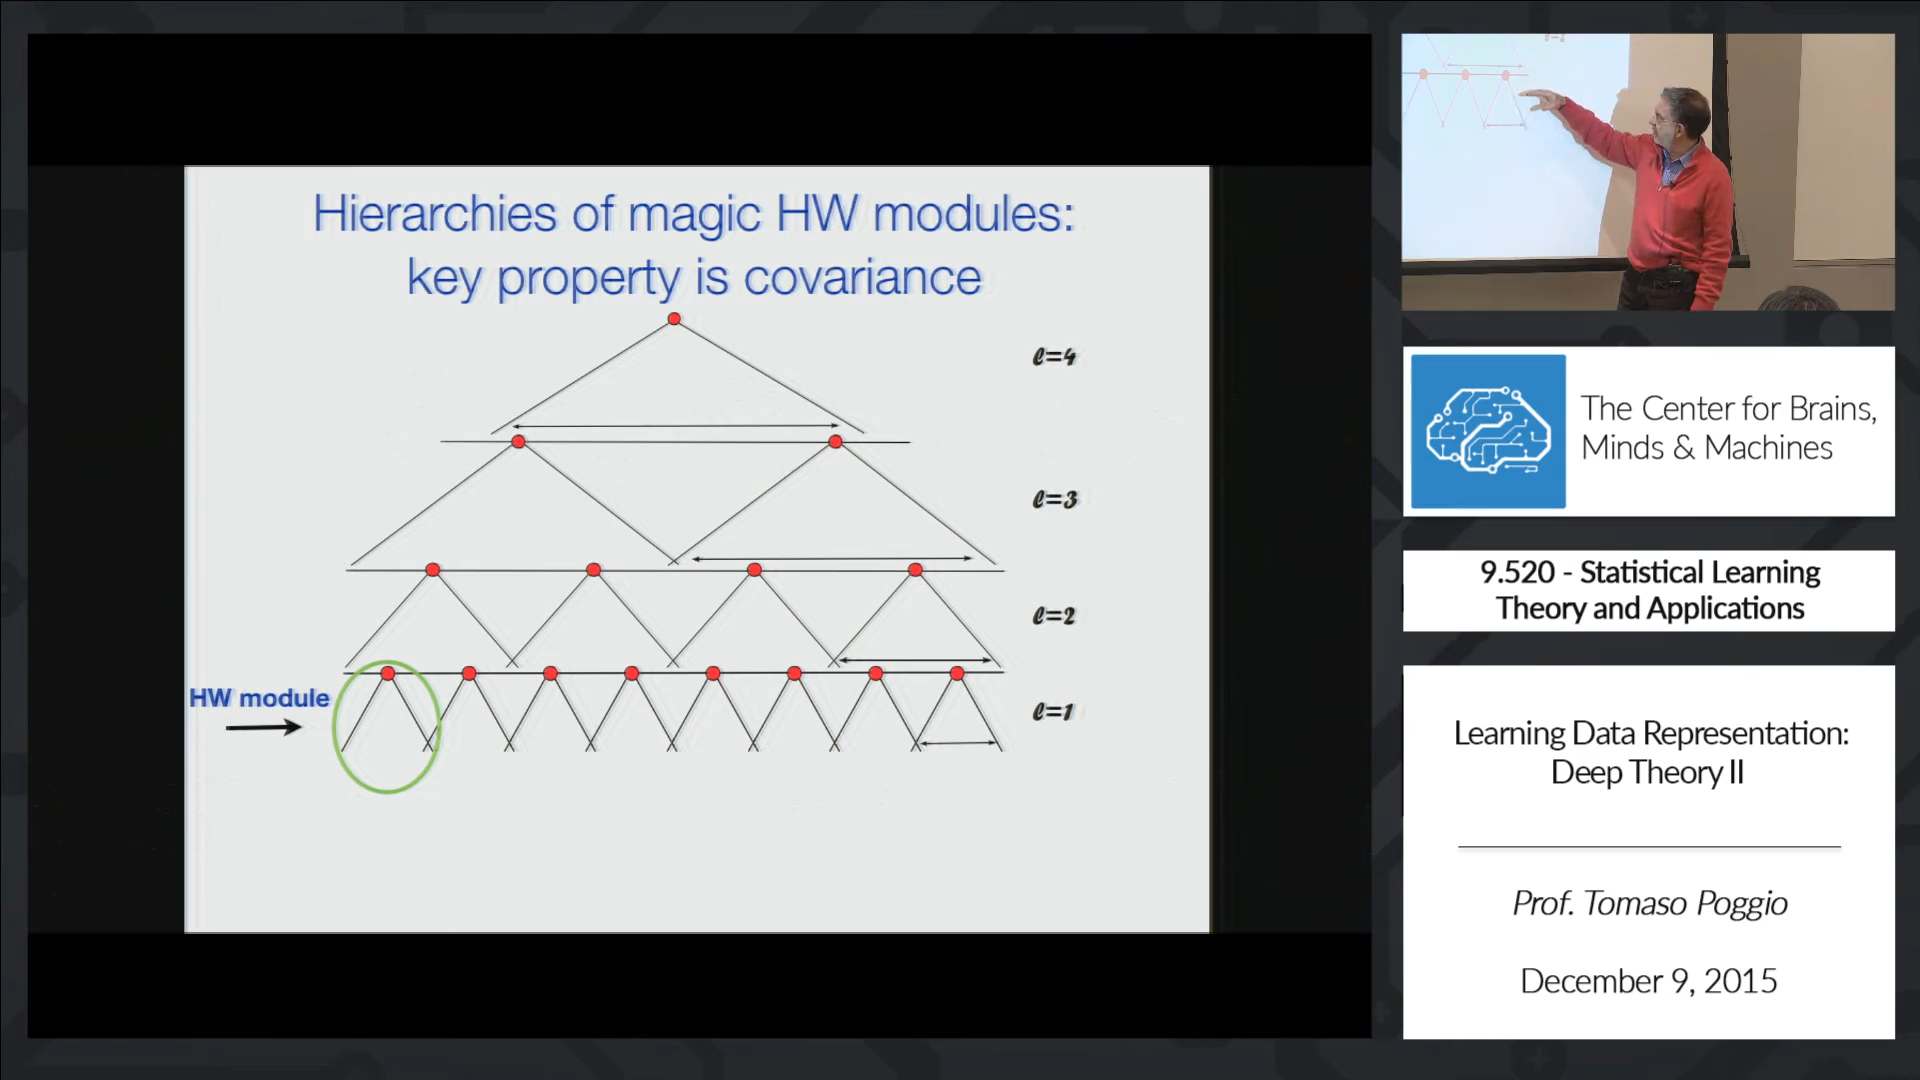 Hierarchies of magic HW modules:
key property is covariance
ℓ=4
ℓ=3
ℓ=2
HW module
ℓ=1
The Center for Brains,
Minds & Machines
9.520 - Statistical Learning
Theory and Applications
Learning Data Representation:
Deep Theory II
Prof. Tomaso Poggio
December 9, 2015